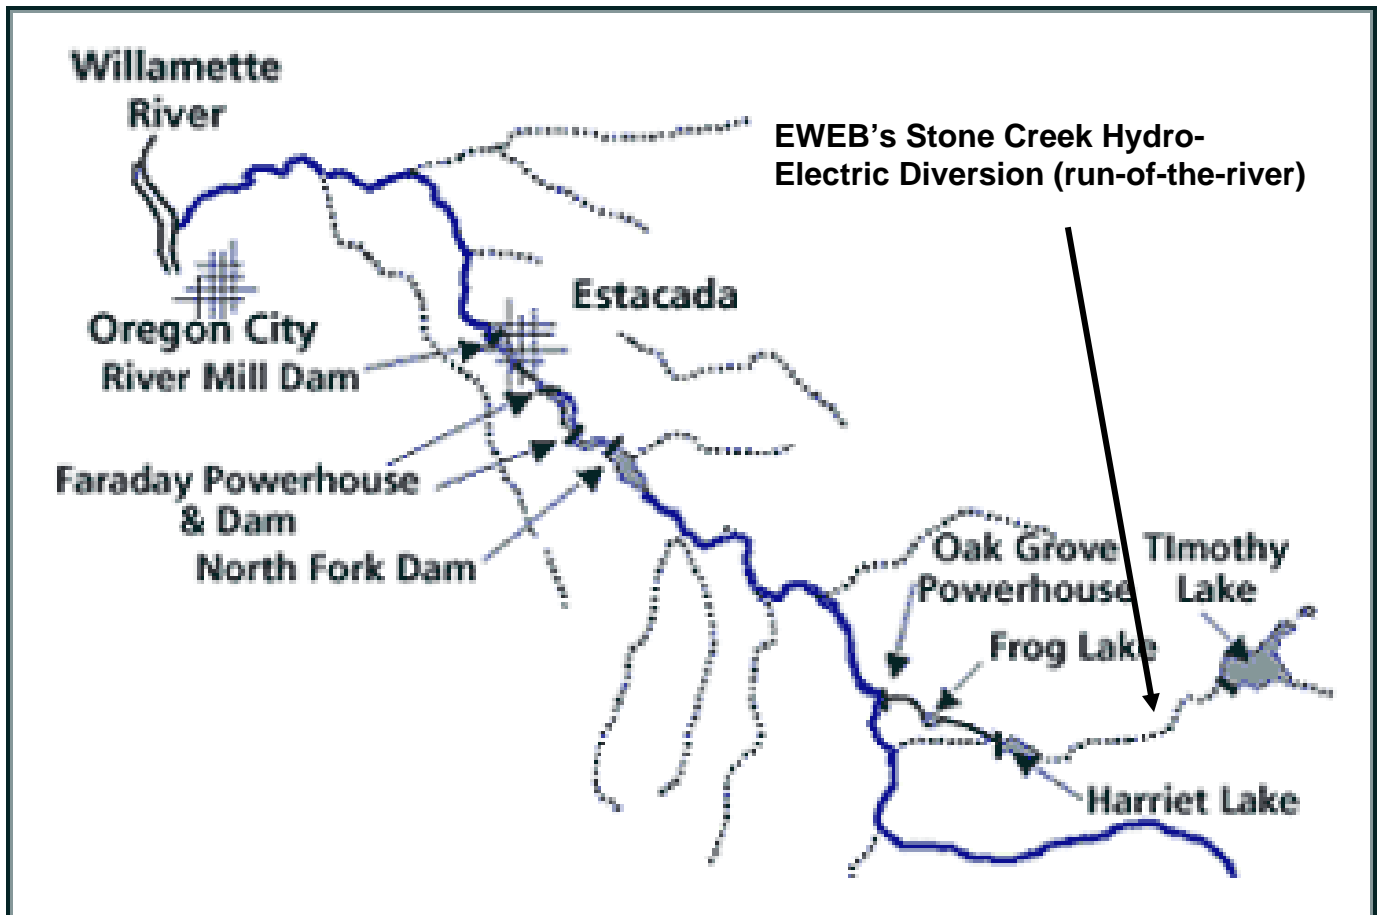 Willamette
River
EWEB’s Stone Creek Hydro-
Electric Diversion (run-of-the-river)
Estacada
Oregon City
River Mill Dam
Faraday Powerhouse
& Dam
North Fork Dam
Oak Grove
Powerhouse
TImothy
Lake
Frog Lake
Harriet Lake